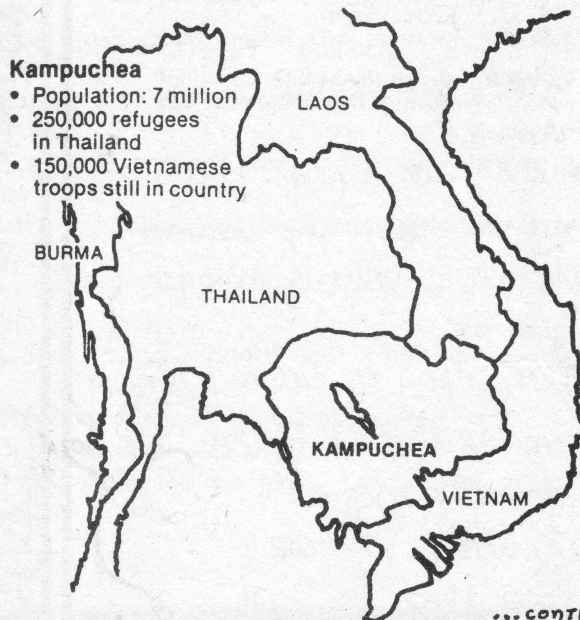 Kampuchea
• Population: 7 million
• 250,000 refugees
in Thailand
• 150,000 Vietnamese
troops still in country
LAOS
BURMA
THAILAND
KAMPUCHEA
VIETNAM